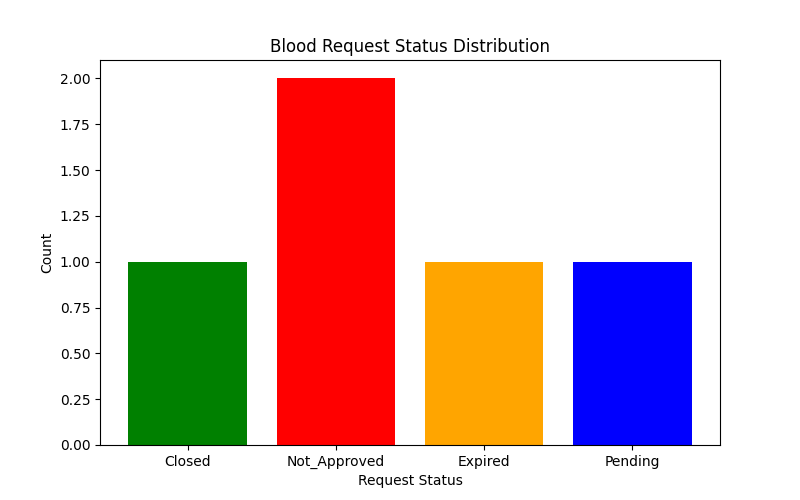 Blood Request Status Distribution
2.00
1.75
1.50
1.25
1.00
0.75
0.50
0.25
0.00
Count
Closed Not_Approved Expired Pending
Request Status